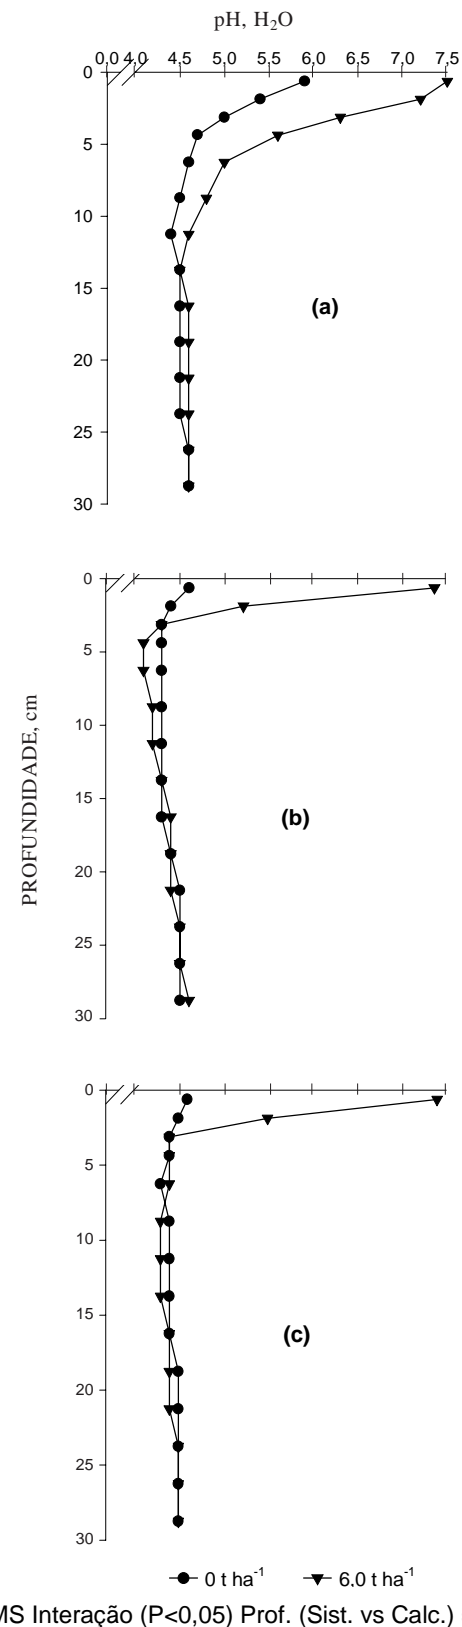 pH, H₂O
0,0 4,0 4,5 5,0 5,5 6,0 6,5 7,0 7,5
0
5
10
15
20
25
30
(a)
0
5
10
15
20
25
30
(b)
PROFUNDIDADE, cm
0
5
10
15
20
25
30
(c)
0 t ha⁻¹ 6,0 t ha⁻¹
MS Interação (P<0,05) Prof. (Sist. vs Calc.)